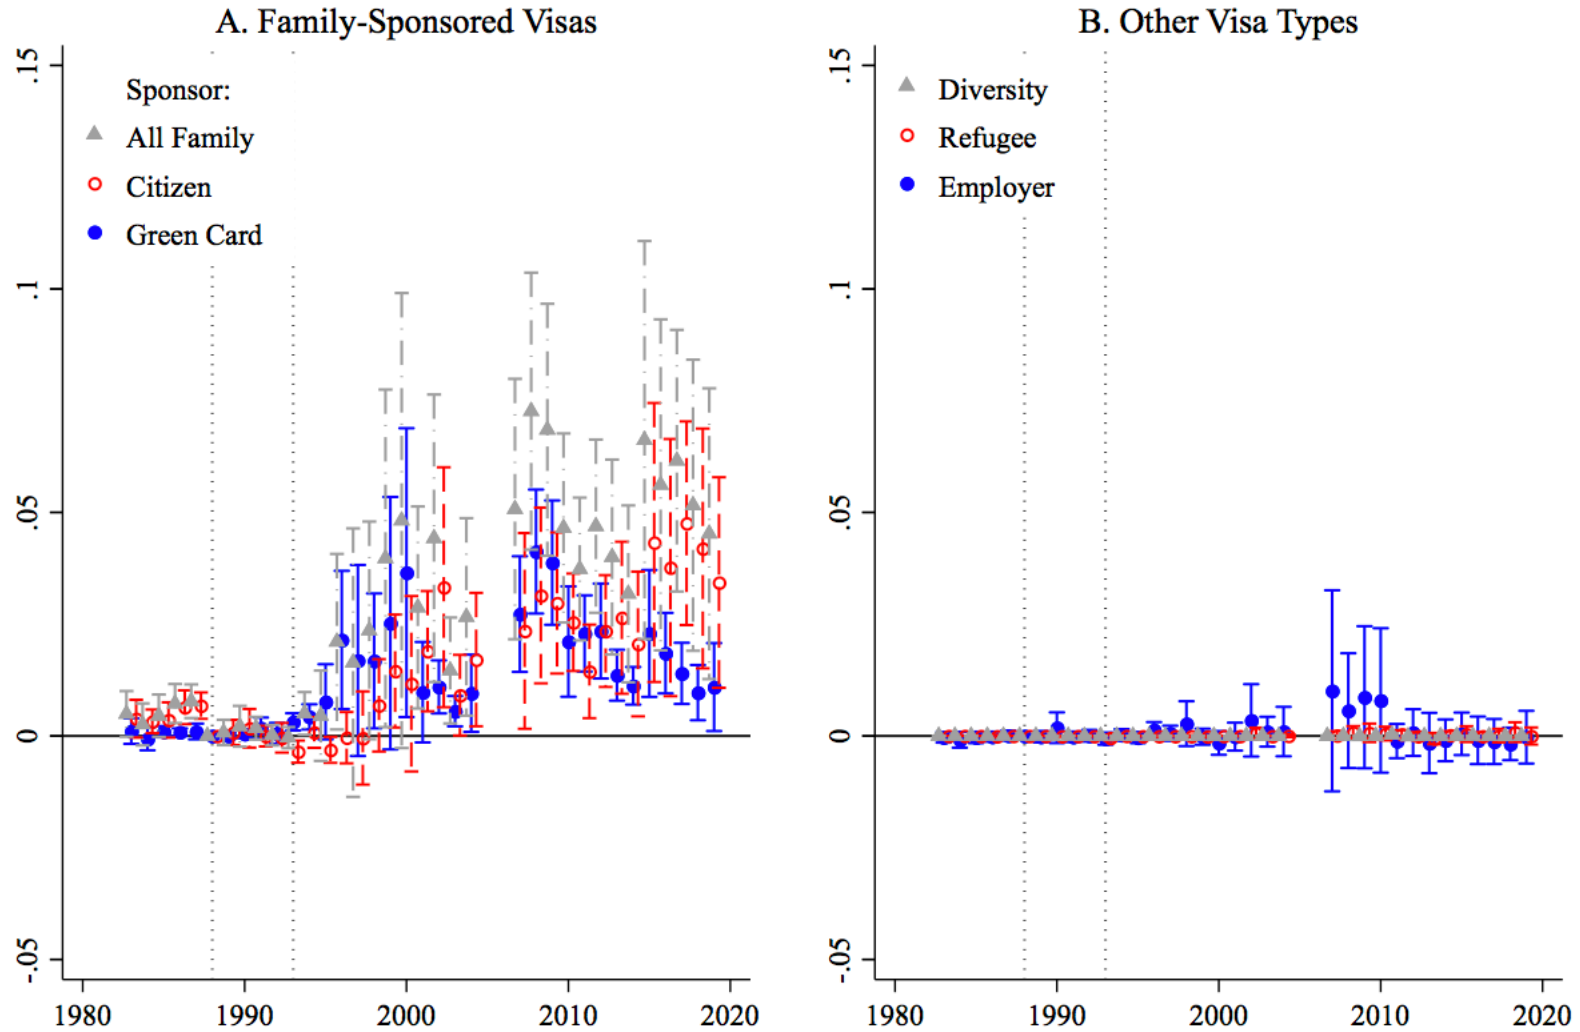 A. Family-Sponsored Visas
.15
.1
.05
0
-.05
Sponsor:
All Family
Citizen
Green Card
1980
1990
2000
2010
2020
B. Other Visa Types
.15
.1
.05
0
-.05
Diversity
Refugee
Employer
1980
1990
2000
2010
2020